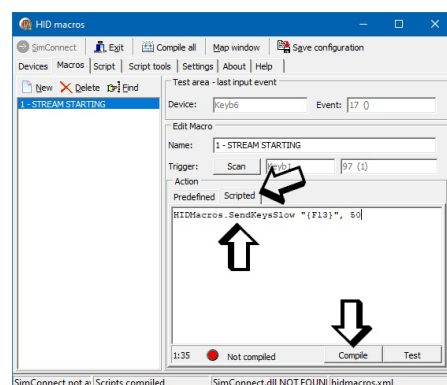 HID macros
SimConnect Exit Compile all Map window Save configuration
Devices Macros Script Script tools Settings About Help
New Delete Find
1 - STREAM STARTING
Test area - last input event
Device: Keyb6 Event: 17 ()
Edit Macro
Name: 1 - STREAM STARTING
Trigger: Scan Keyb1 97 (1)
Action
Predefined Scripted
HIDMacros.SendKeysSlow "{F13}", 50
1:35 Not compiled Compile Test
SimConnect not av Scripts compiled SimConnect.dll NOT FOUN hidmacros.xml